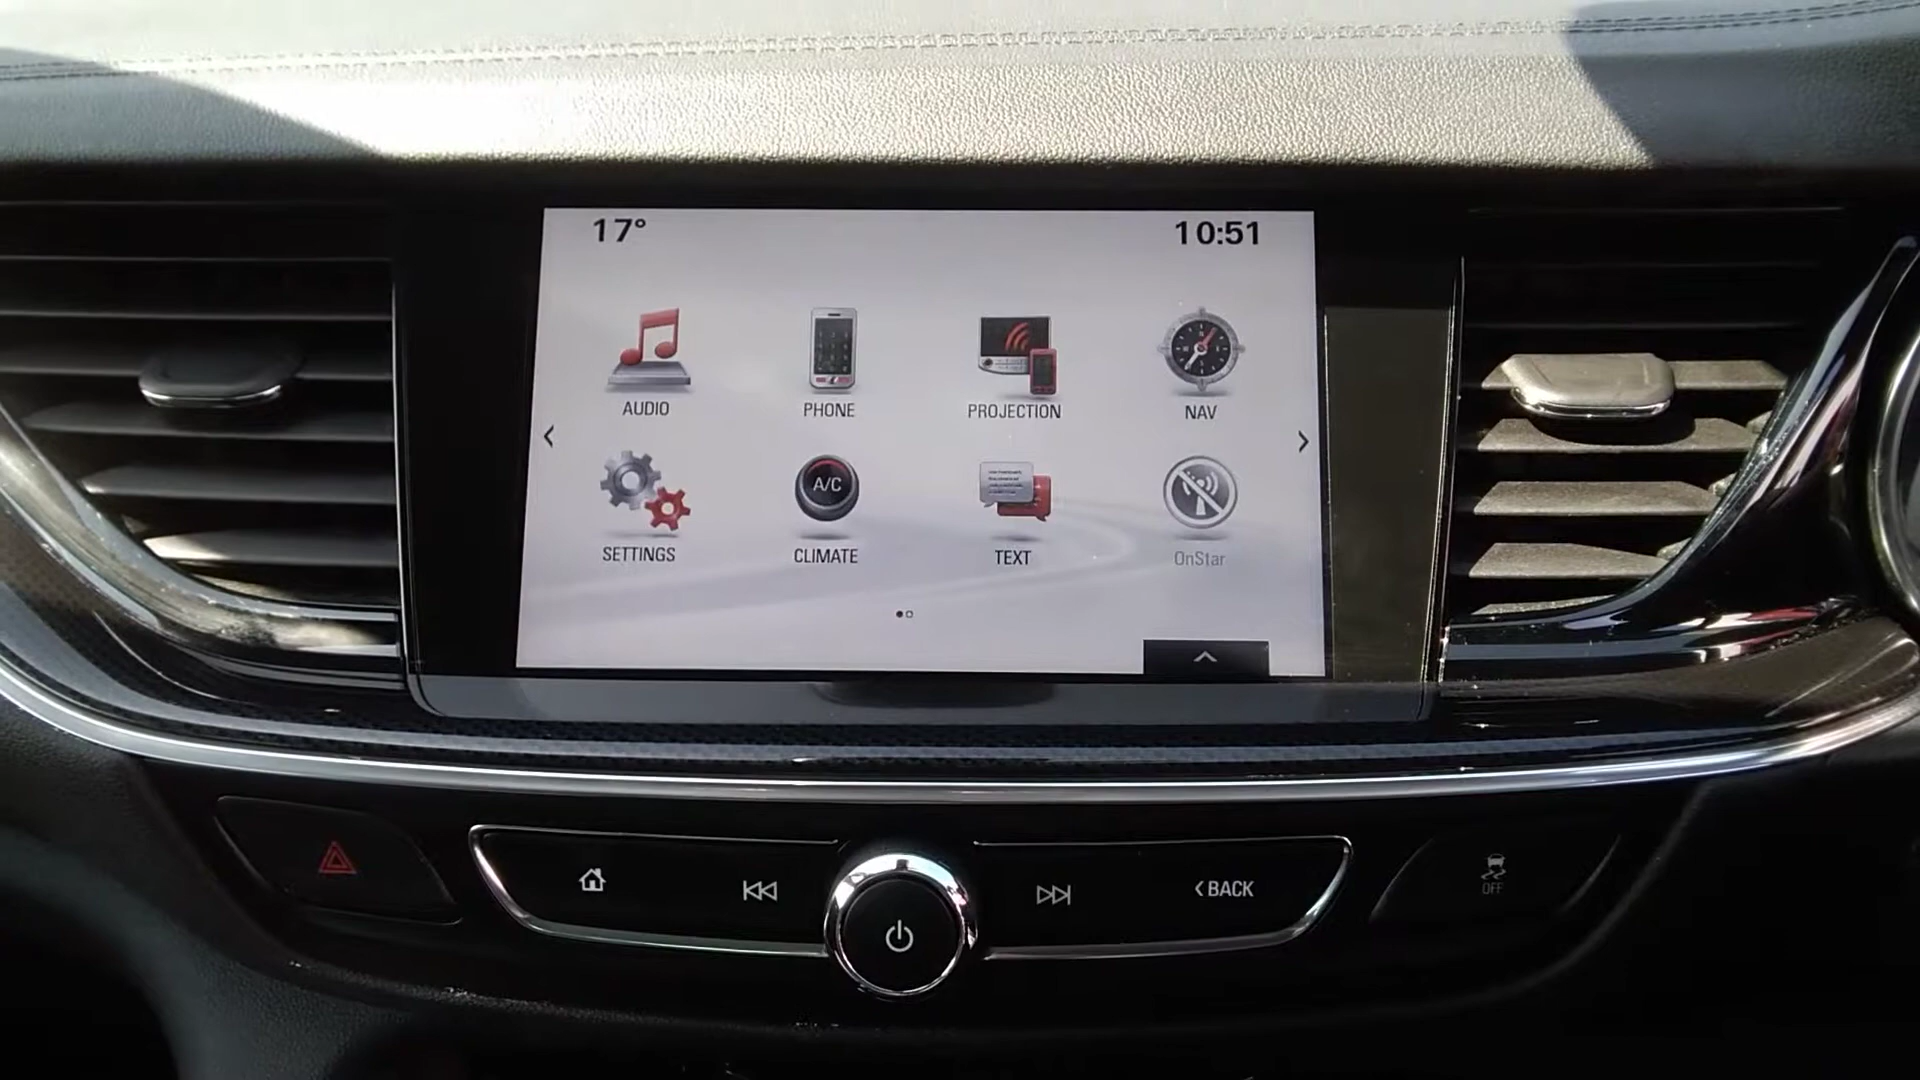 17° 10:51
AUDIO PHONE PROJECTION NAV
A/C
SETTINGS CLIMATE TEXT OnStar
BACK
OFF